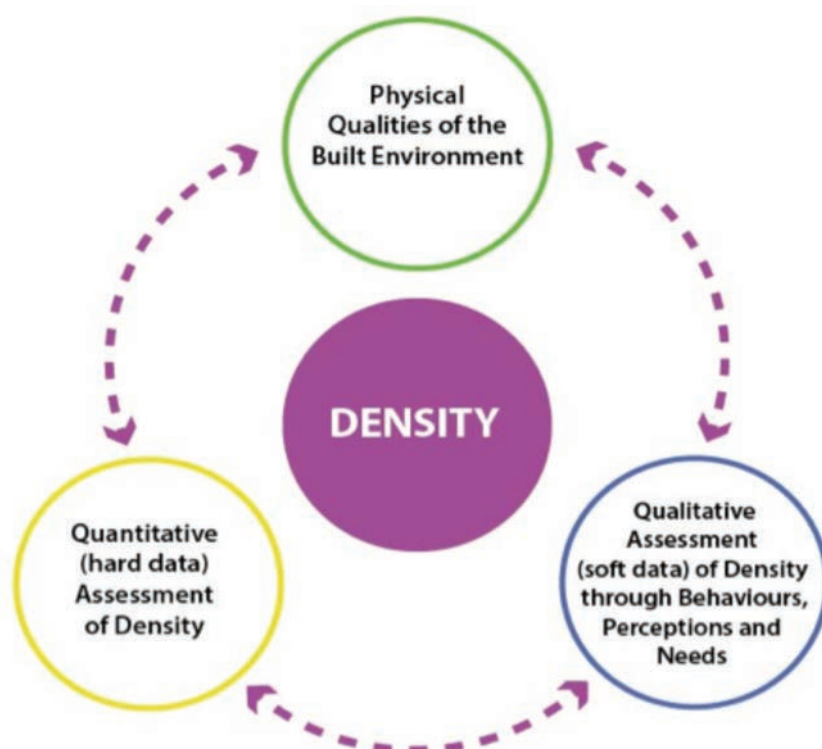 Physical
Qualities of the
Built Environment
DENSITY
Quantitative
(hard data)
Assessment
of Density
Qualitative
Assessment
(soft data) of Density
through Behaviours,
Perceptions and
Needs